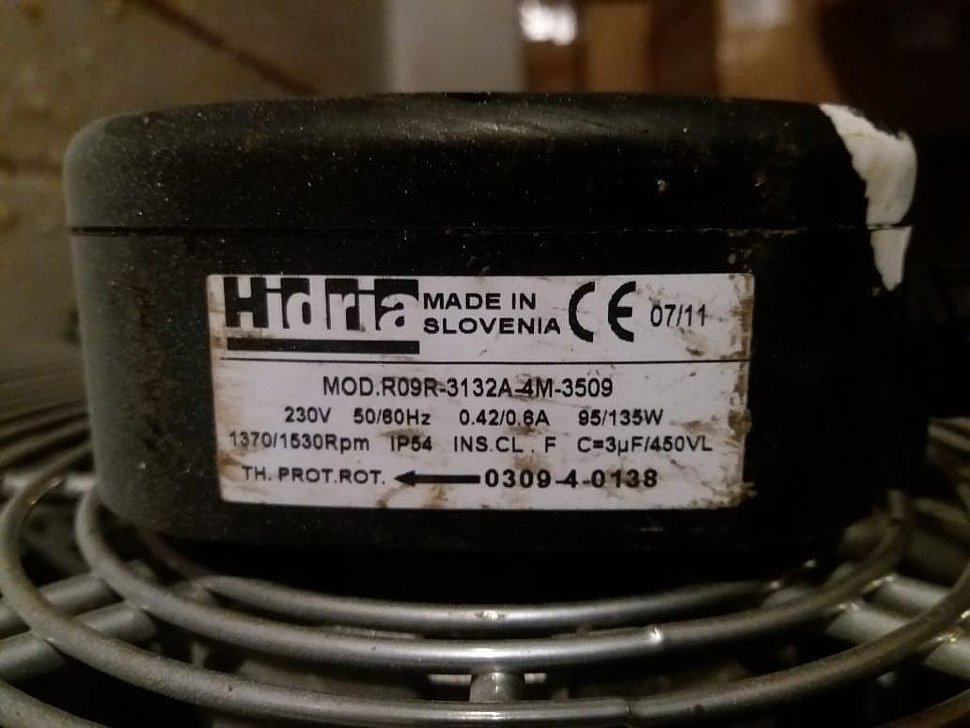 Hidria MADE IN SLOVENIA CE 07/11
MOD.R09R-3132A-4M-3509
230V 50/60Hz 0.42/0.6A 95/135W
1370/1530Rpm IP54 INS.CL . F C=3µF/450VL
TH. PROT.ROT. ← 0309-4-0138